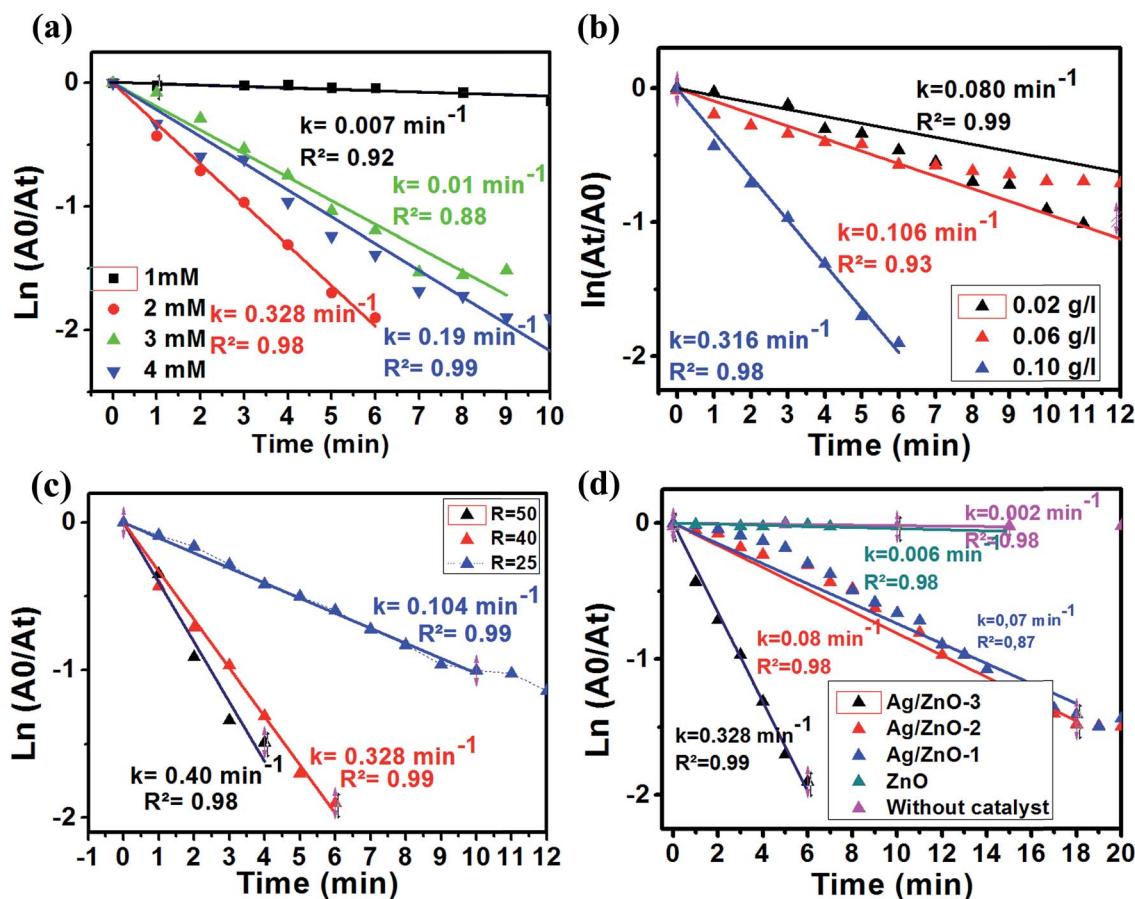 (a)
Ln (A0/At)
0
-1
-2
k= 0.007 min-1
R²= 0.92
k= 0.01 min-1
R²= 0.88
1mM
2 mM
3 mM
4 mM
k= 0.328 min-1
R²= 0.98
k= 0.19 min-1
R²= 0.99
0 1 2 3 4 5 6 7 8 9 10
Time (min)
(b)
ln(At/A0)
0
-1
-2
k=0.080 min-1
R²= 0.99
k=0.106 min-1
R²= 0.93
k=0.316 min-1
R²= 0.98
0.02 g/l
0.06 g/l
0.10 g/l
0 1 2 3 4 5 6 7 8 9 10 11 12
Time (min)
(c)
Ln (A0/At)
0
-1
-2
R=50
R=40
R=25
k= 0.104 min-1
R²= 0.99
k= 0.328 min-1
R²= 0.99
k= 0.40 min-1
R²= 0.98
-1 0 1 2 3 4 5 6 7 8 9 10 11 12
Time (min)
(d)
Ln (A0/At)
0
-1
-2
k=0.002 min-1
R²=0.98
k=0.006 min-1
R²=0.98
k=0,07 min-1
R²=0,87
k=0.08 min-1
R²=0.98
k=0.328 min-1
R²=0.99
Ag/ZnO-3
Ag/ZnO-2
Ag/ZnO-1
ZnO
Without catalyst
0 2 4 6 8 10 12 14 16 18 20
Time (min)